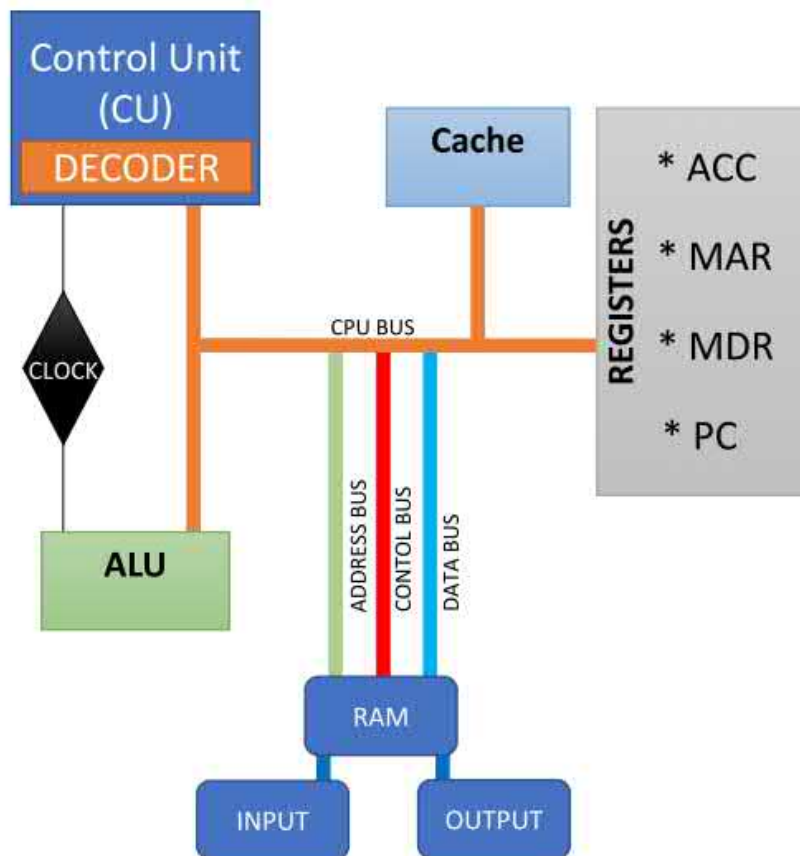 Control Unit
(CU)
DECODER
Cache
REGISTERS
* ACC
* MAR
* MDR
* PC
CPU BUS
CLOCK
ADDRESS BUS
CONTOL BUS
DATA BUS
ALU
RAM
INPUT
OUTPUT